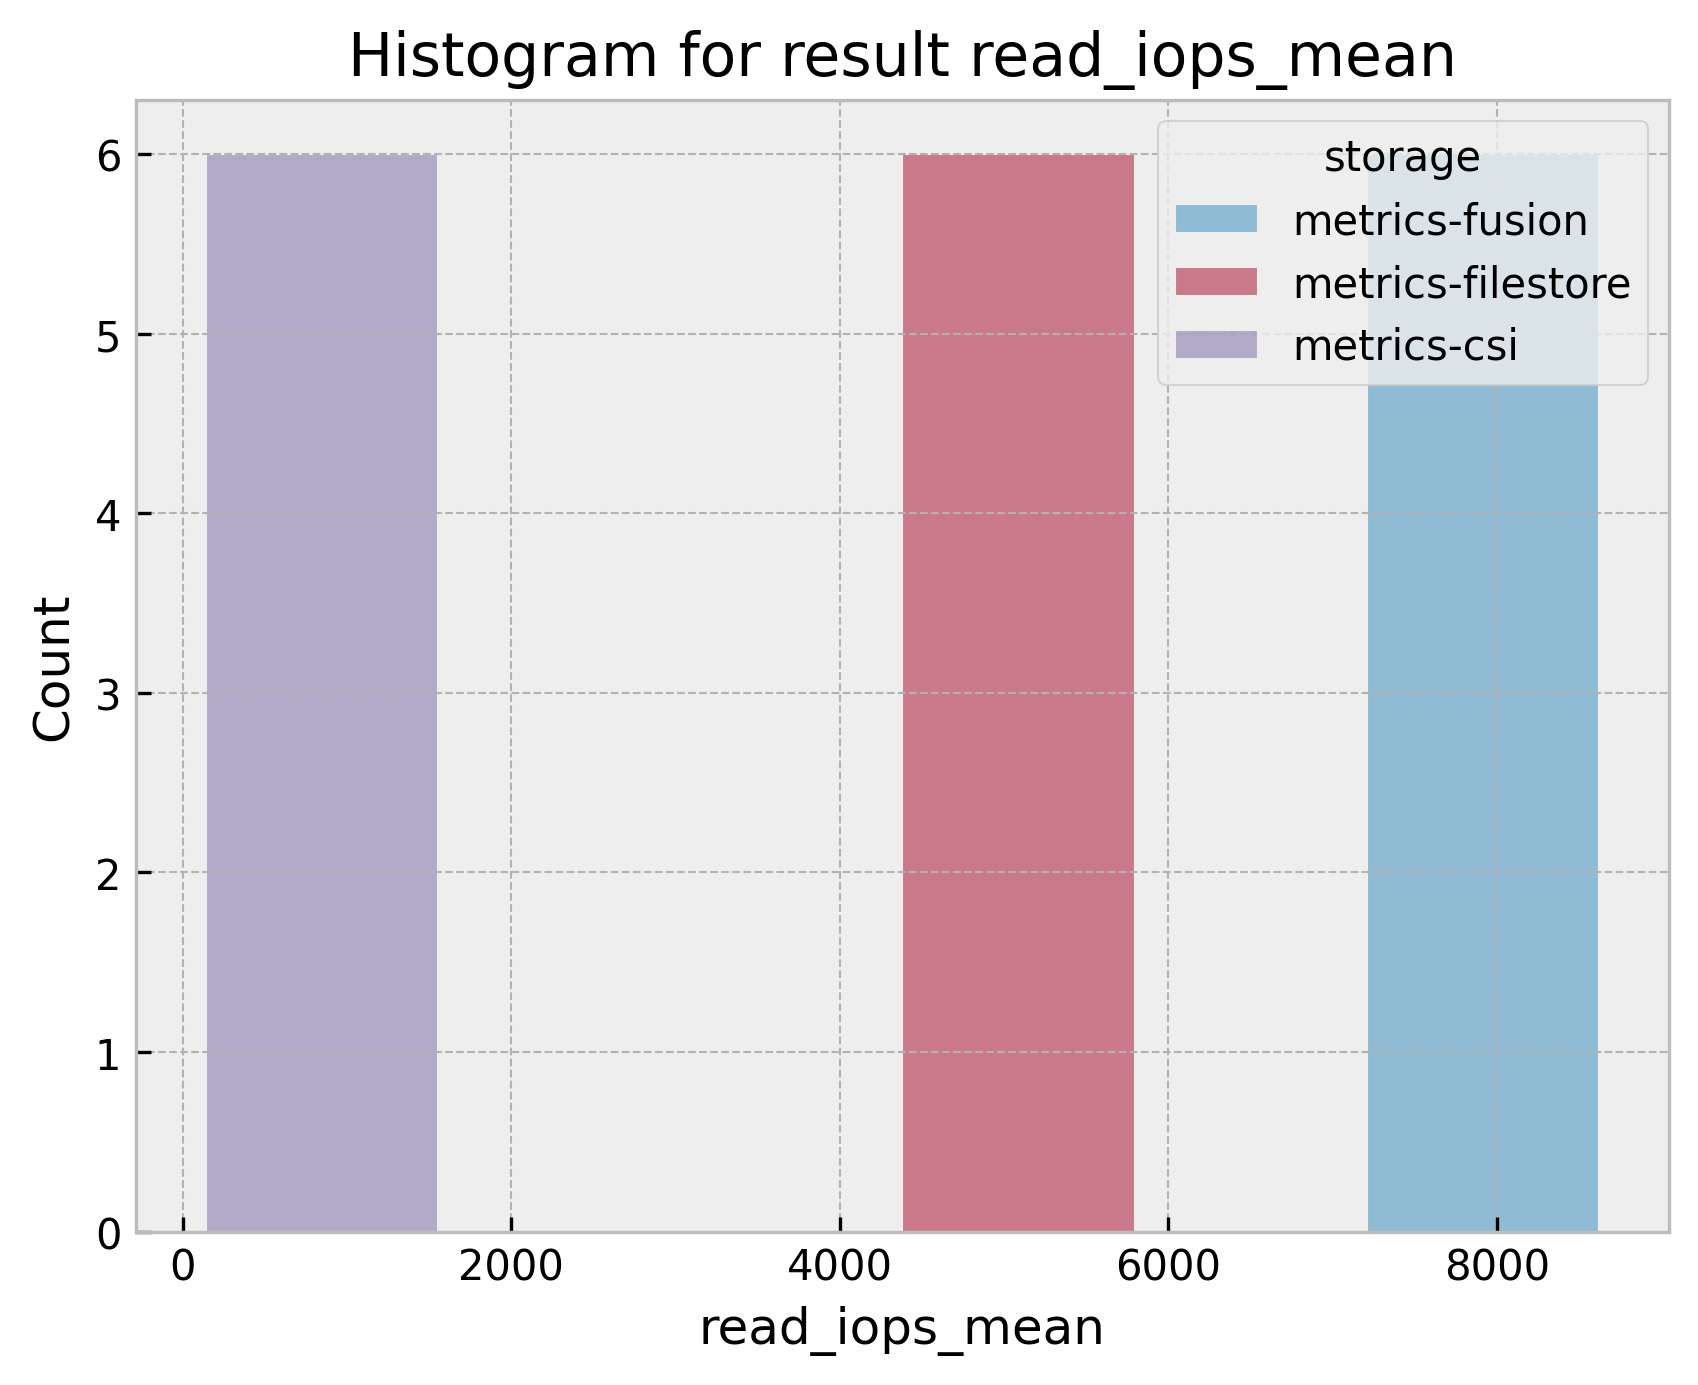 Histogram for result read_iops_mean
storage
metrics-fusion
metrics-filestore
metrics-csi
6
5
4
3
2
1
0
Count
0 2000 4000 6000 8000
read_iops_mean